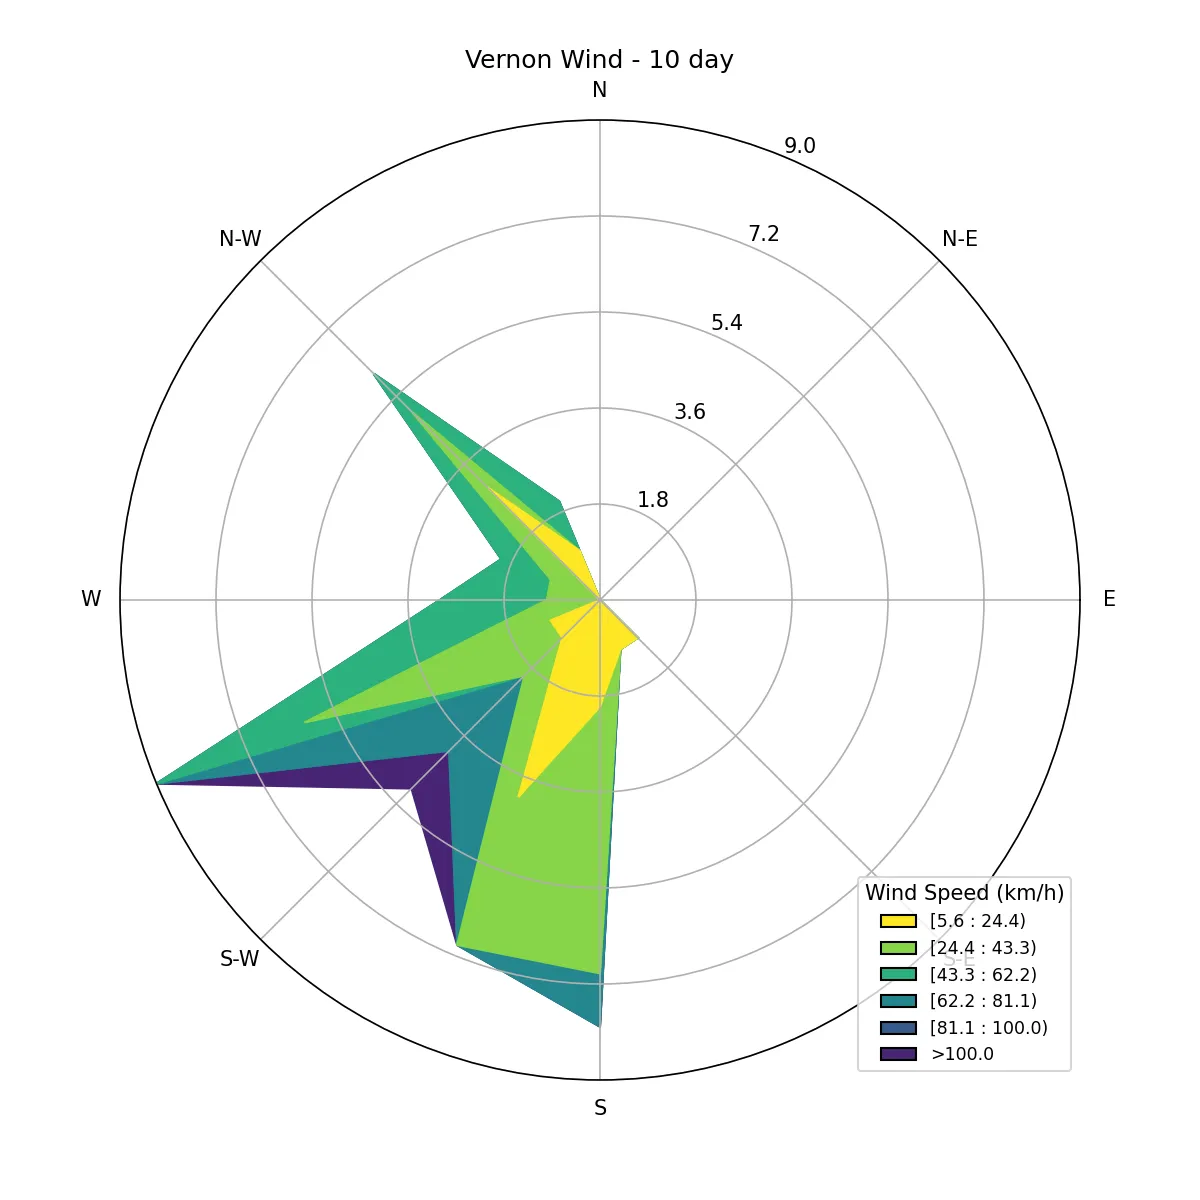 Vernon Wind - 10 day
N
9.0
N-W
N-E
7.2
5.4
3.6
1.8
W
E
Wind Speed (km/h)
[5.6 : 24.4)
[24.4 : 43.3)
S-W
S-E
[43.3 : 62.2)
[62.2 : 81.1)
[81.1 : 100.0)
>100.0
S